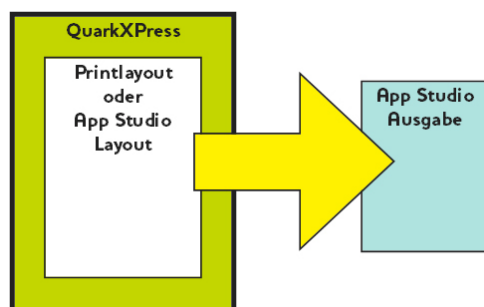 QuarkXPress
Printlayout
oder
App Studio
Layout
App Studio
Ausgabe